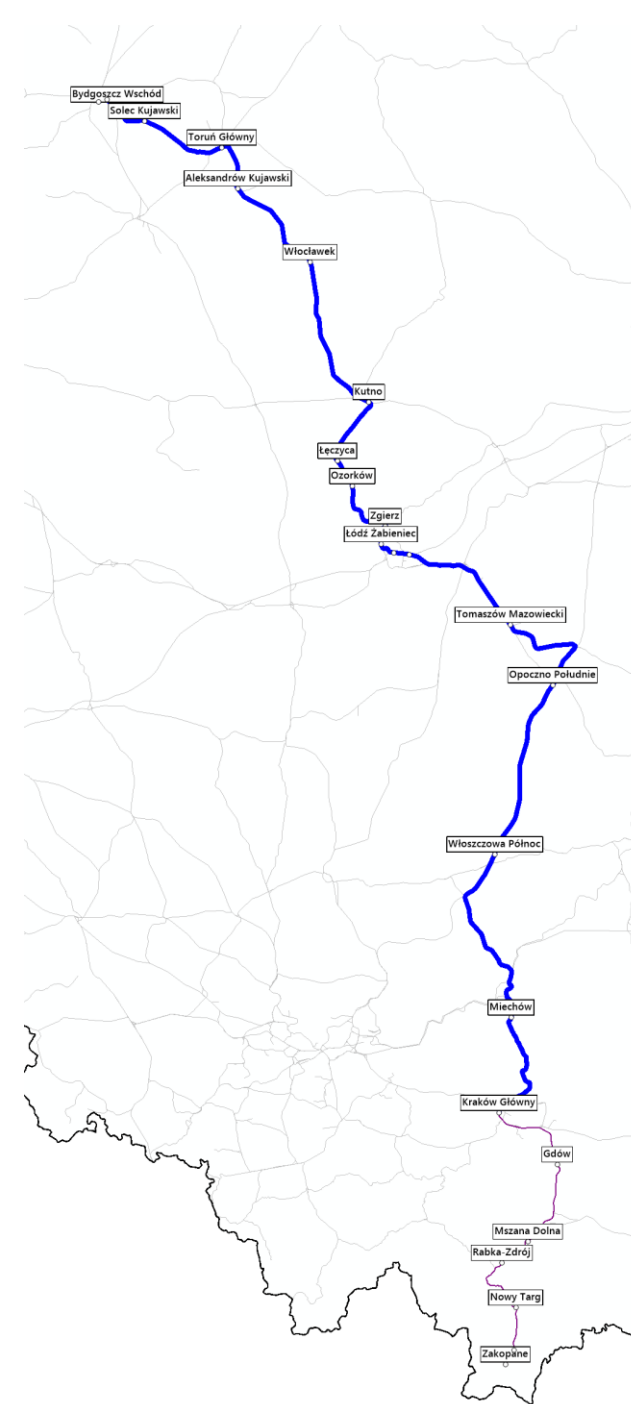 Bydgoszcz Wschód
Solec Kujawski
Toruń Główny
Aleksandrów Kujawski
Włocławek
Kutno
Łęczyca
Ozorków
Zgierz
Łódź Żabieniec
Tomaszów Mazowiecki
Opoczno Południe
Włoszczowa Północ
Miechów
Kraków Główny
Gdów
Mszana Dolna
Rabka-Zdrój
Nowy Targ
Zakopane